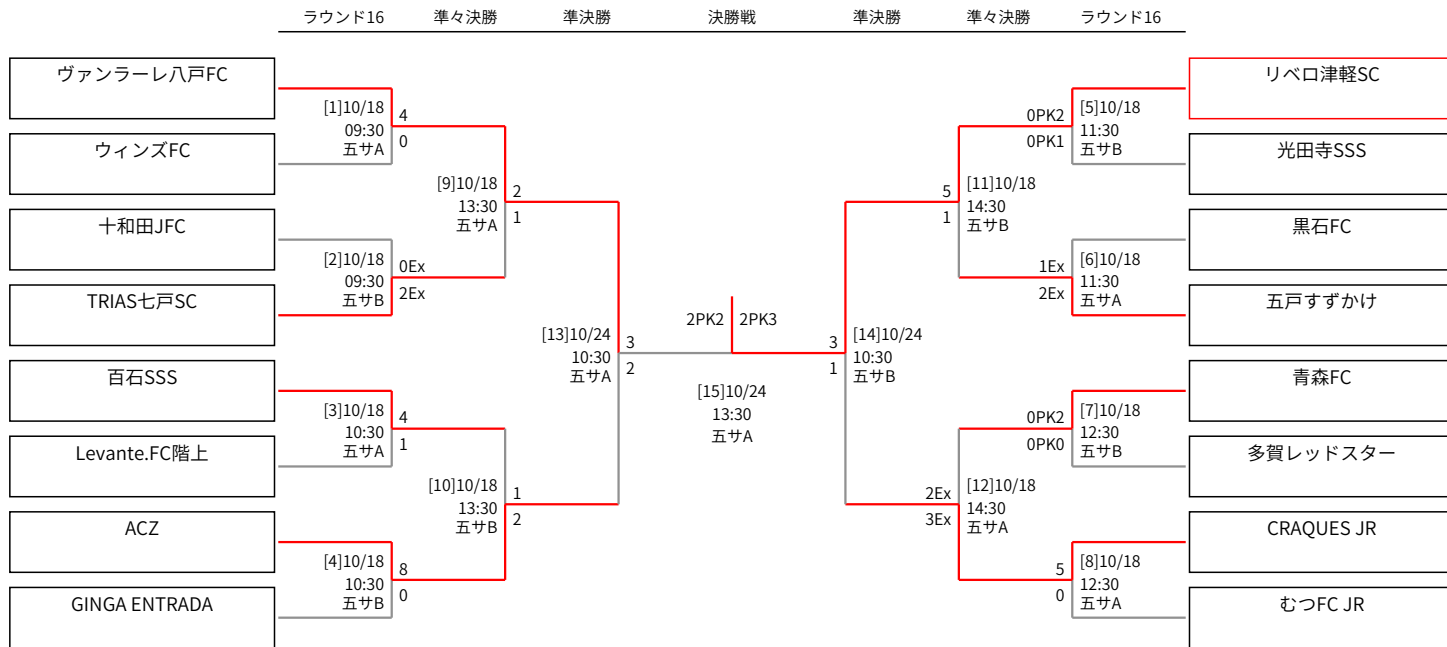 ラウンド16 準々決勝 準決勝 決勝戦 準決勝 準々決勝 ラウンド16
ヴァンラーレ八戸FC
ウィンズFC
十和田JFC
TRIAS七戸SC
百石SSS
Levante.FC階上
ACZ
GINGA ENTRADA
[1]10/18
09:30
五サA
4
0
[2]10/18
09:30
五サB
0Ex
2Ex
[3]10/18
10:30
五サA
4
1
[4]10/18
10:30
五サB
8
0
[9]10/18
13:30
五サA
2
1
[10]10/18
13:30
五サB
1
2
[13]10/24
10:30
五サA
3
2
2PK2 2PK3
[15]10/24
13:30
五サA
3
1
[14]10/24
10:30
五サB
5
1
[11]10/18
14:30
五サB
2Ex
3Ex
[12]10/18
14:30
五サA
0PK2
0PK1
[5]10/18
11:30
五サB
1Ex
2Ex
[6]10/18
11:30
五サA
0PK2
0PK0
[7]10/18
12:30
五サB
5
0
[8]10/18
12:30
五サA
リベロ津軽SC
光田寺SSS
黒石FC
五戸すずかけ
青森FC
多賀レッドスター
CRAQUES JR
むつFC JR